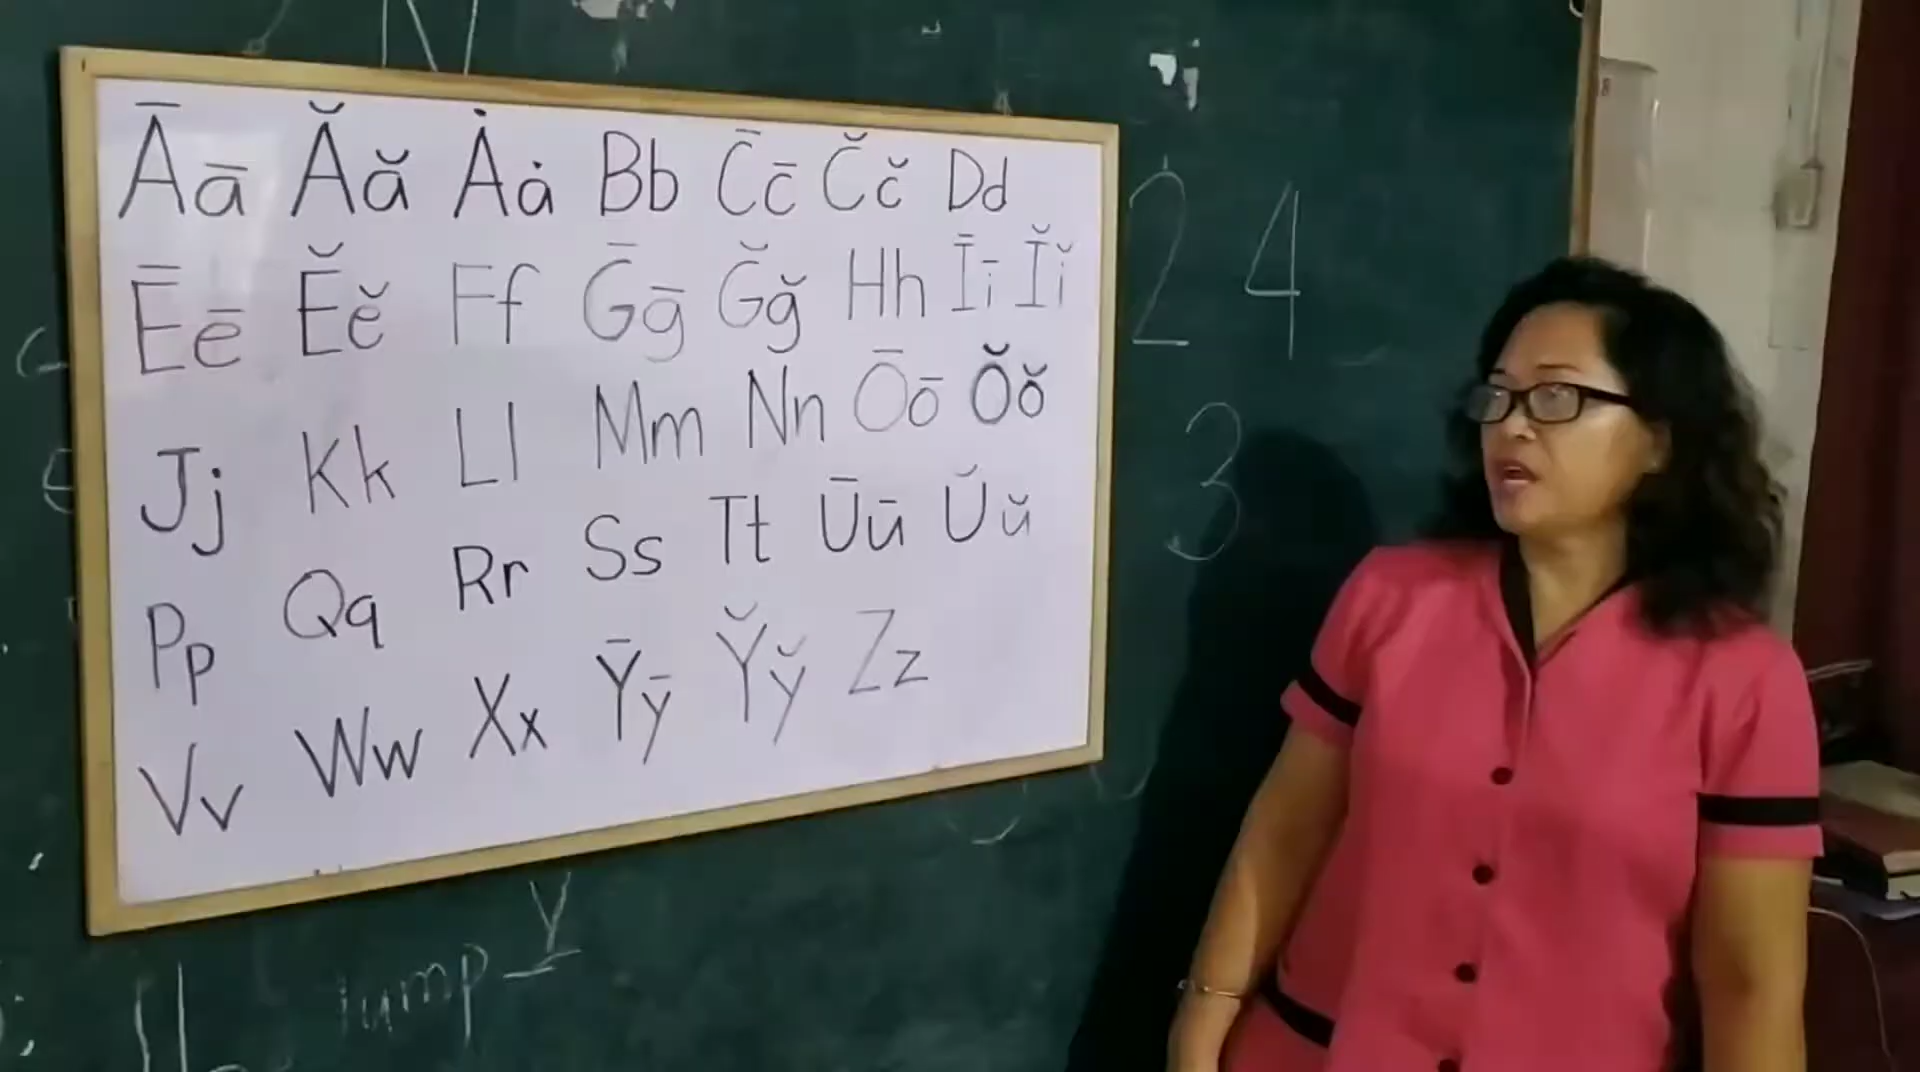 Āā Ăă Ȧȧ Bb C̄c̄ C̆c̆ Dd
Ēē Ĕĕ Ff Ḡḡ Ğğ Hh Īī Ĭĭ
Jj Kk Ll Mm Nn Ōō Ŏŏ
Pp Qq Rr Ss Tt Ūū Ŭŭ
Vv Ww Xx Ȳȳ Y̆y̆ Zz
2 4
3
jump